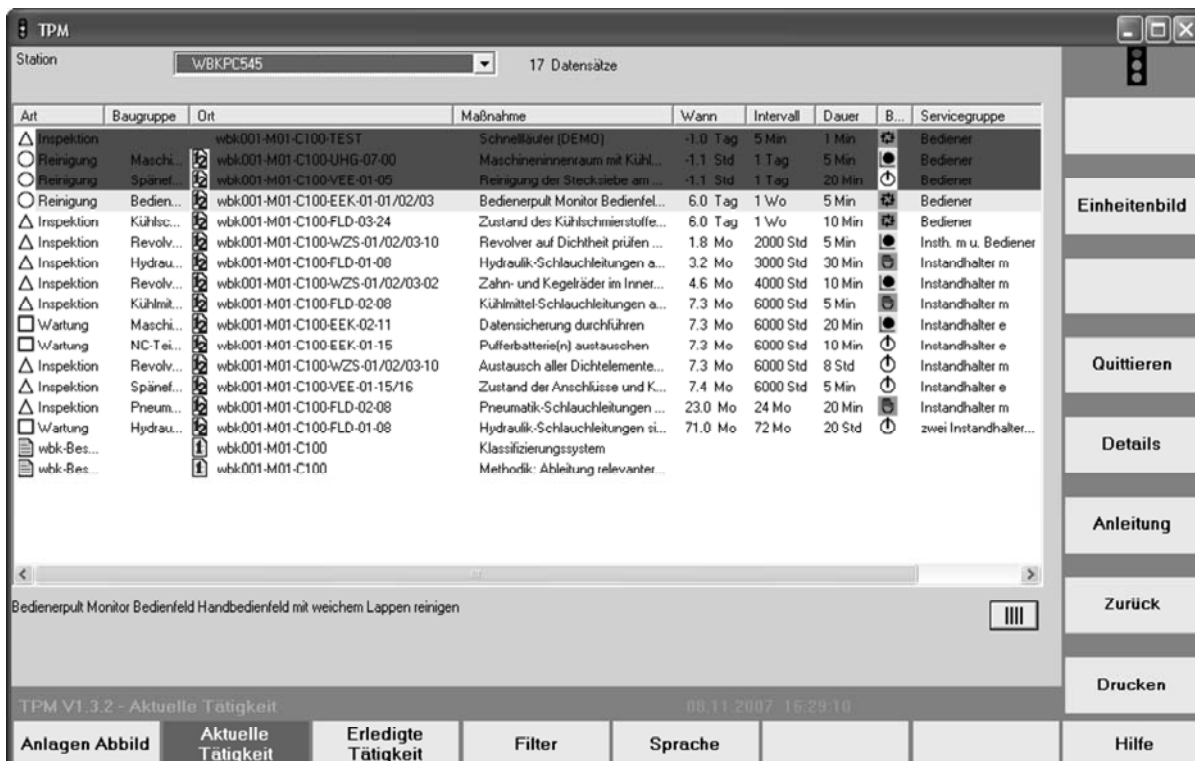 TPM
Station WBKPC545 17 Datensätze
Art Baugruppe Ort Maßnahme Wann Intervall Dauer B... Servicegruppe
Inspektion wbk001-M01-C100-TEST Schnelläufer (DEMO) -1.0 Tag 5 Min 1 Min Bediener
Reinigung Maschi... wbk001-M01-C100-UHG-07-00 Maschineninnenraum mit Kühl... -1.1 Std 1 Tag 5 Min Bediener
Reinigung Spänef... wbk001-M01-C100-VEE-01-05 Reinigung der Stecksiebe am ... -1.1 Std 1 Tag 20 Min Bediener
Reinigung Bedien... wbk001-M01-C100-EEK-01-01/02/03 Bedienerpult Monitor Bedienfel... 6.0 Tag 1 Wo 5 Min Bediener
Inspektion Kühlsc... wbk001-M01-C100-FLD-03-24 Zustand des Kühlschmierstoffe... 6.0 Tag 1 Wo 10 Min Bediener
Inspektion Revolv... wbk001-M01-C100-WZS-01/02/03-10 Revolver auf Dichtheit prüfen ... 1.8 Mo 2000 Std 5 Min Insth. m u. Bediener
Inspektion Hydrau... wbk001-M01-C100-FLD-01-08 Hydraulik-Schlauchleitungen a... 3.2 Mo 3000 Std 30 Min Instandhalter m
Inspektion Revolv... wbk001-M01-C100-WZS-01/02/03-02 Zahn- und Kegelräder im Inner... 4.6 Mo 4000 Std 10 Min Instandhalter m
Inspektion Kühlmit... wbk001-M01-C100-FLD-02-08 Kühlmittel-Schlauchleitungen a... 7.3 Mo 6000 Std 5 Min Instandhalter m
Wartung Maschi... wbk001-M01-C100-EEK-02-11 Datensicherung durchführen 7.3 Mo 6000 Std 20 Min Instandhalter e
Wartung NC-Tei... wbk001-M01-C100-EEK-01-15 Pufferbatterie(n) austauschen 7.3 Mo 6000 Std 10 Min Instandhalter e
Inspektion Revolv... wbk001-M01-C100-WZS-01/02/03-10 Austausch aller Dichtelemente... 7.3 Mo 6000 Std 8 Std Instandhalter m
Inspektion Spänef... wbk001-M01-C100-VEE-01-15/16 Zustand der Anschlüsse und K... 7.4 Mo 6000 Std 5 Min Instandhalter e
Inspektion Pneum... wbk001-M01-C100-FLD-02-08 Pneumatik-Schlauchleitungen ... 23.0 Mo 24 Mo 20 Min Instandhalter m
Wartung Hydrau... wbk001-M01-C100-FLD-01-08 Hydraulik-Schlauchleitungen si... 71.0 Mo 72 Mo 20 Std zwei Instandhalter...
wbk-Bes... wbk001-M01-C100 Klassifizierungssystem
wbk-Bes... wbk001-M01-C100 Methodik: Ableitung relevanter...
Bedienerpult Monitor Bedienfeld Handbedienfeld mit weichem Lappen reinigen
Einheitenbild
Quittieren
Details
Anleitung
Zurück
Drucken
TPM V1.3.2 - Aktuelle Tätigkeit 08.11.2007 16:29:10
Anlagen Abbild
Aktuelle Tätigkeit
Erledigte Tätigkeit
Filter
Sprache
Hilfe